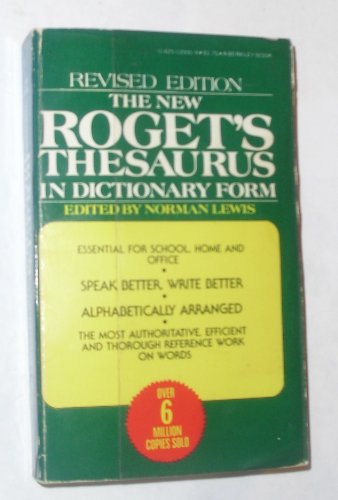 REVISED EDITION
THE NEW
ROGET'S
THESAURUS
IN DICTIONARY FORM
EDITED BY NORMAN LEWIS
ESSENTIAL FOR SCHOOL, HOME AND
OFFICE
•
SPEAK BETTER, WRITE BETTER
•
ALPHABETICALLY ARRANGED
•
THE MOST AUTHORITATIVE, EFFICIENT
AND THOROUGH REFERENCE WORK
ON WORDS
OVER
6
MILLION
COPIES SOLD